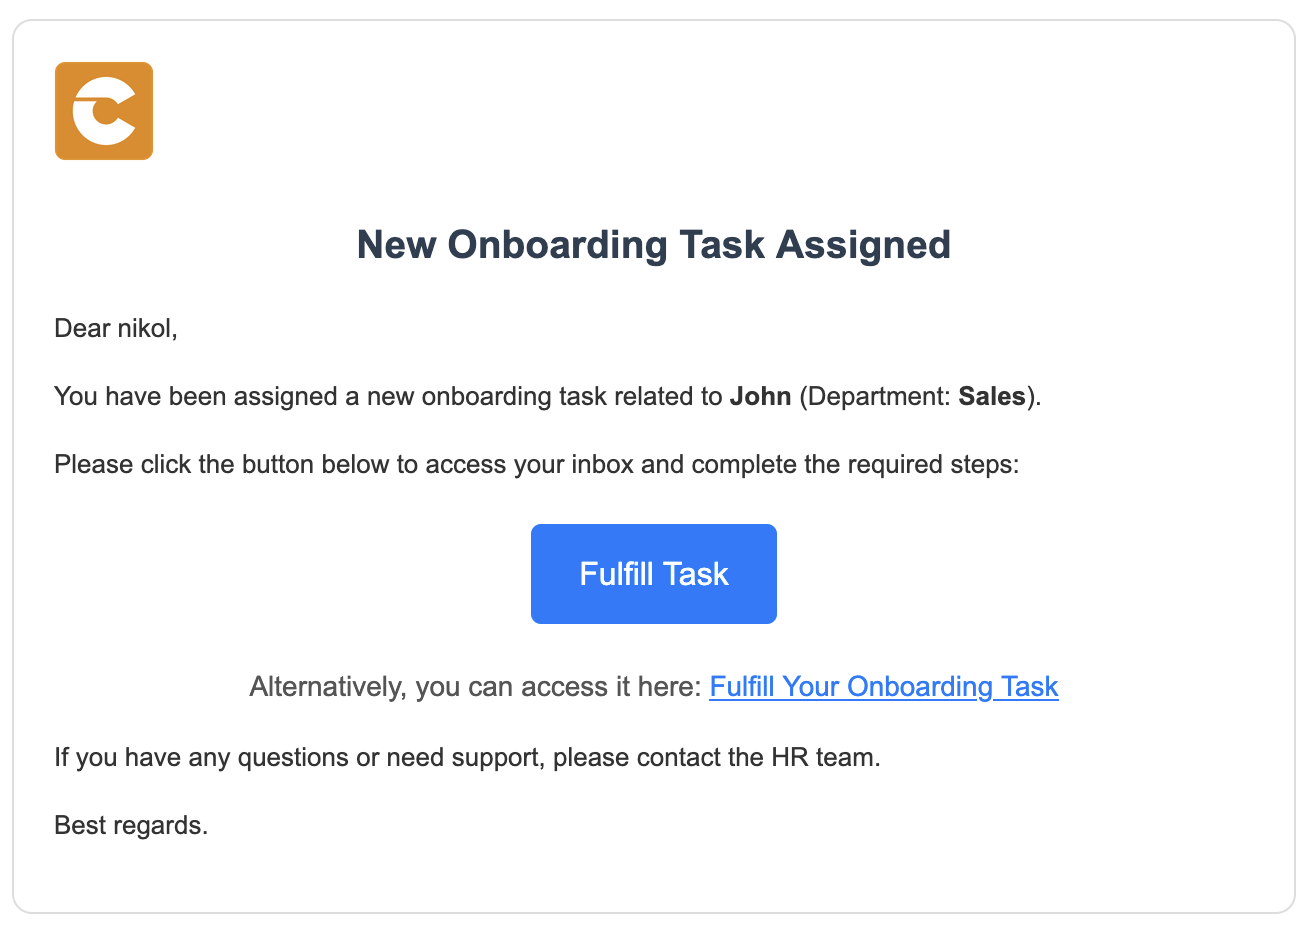 New Onboarding Task Assigned
Dear nikol,
You have been assigned a new onboarding task related to John (Department: Sales).
Please click the button below to access your inbox and complete the required steps:
Fulfill Task
Alternatively, you can access it here: Fulfill Your Onboarding Task
If you have any questions or need support, please contact the HR team.
Best regards.